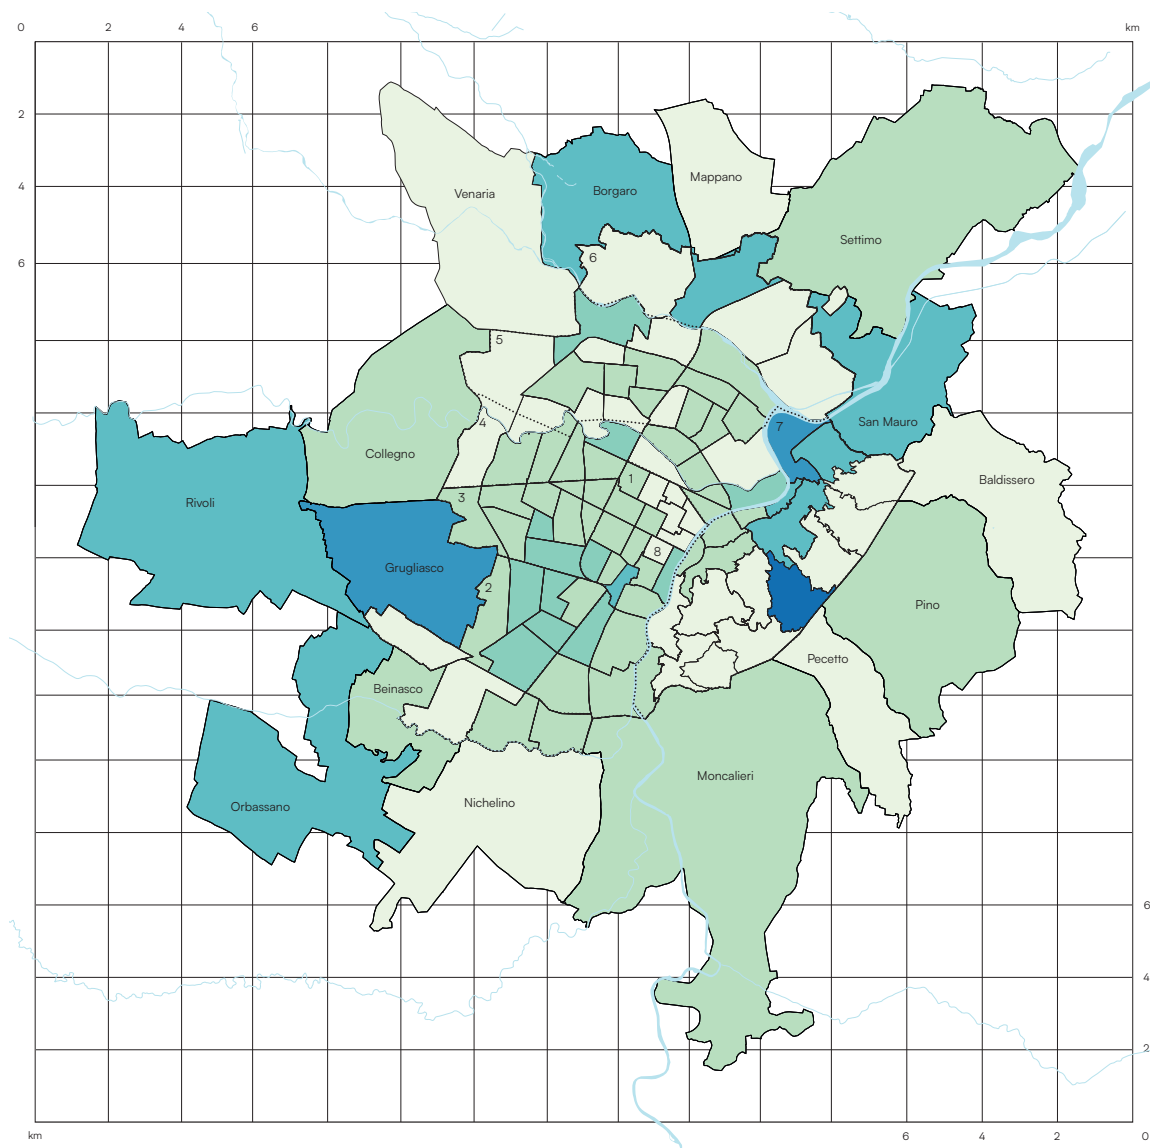 0 2 4 6 km
2
4
6
Venaria
Borgaro
Mappano
Settimo
6
5
4
7
San Mauro
Collegno
Baldissero
Rivoli
1
3
8
Grugliasco
2
Pino
Pecetto
Beinasco
Moncalieri
Orbassano
Nichelino
6
4
2
km 6 4 2 0